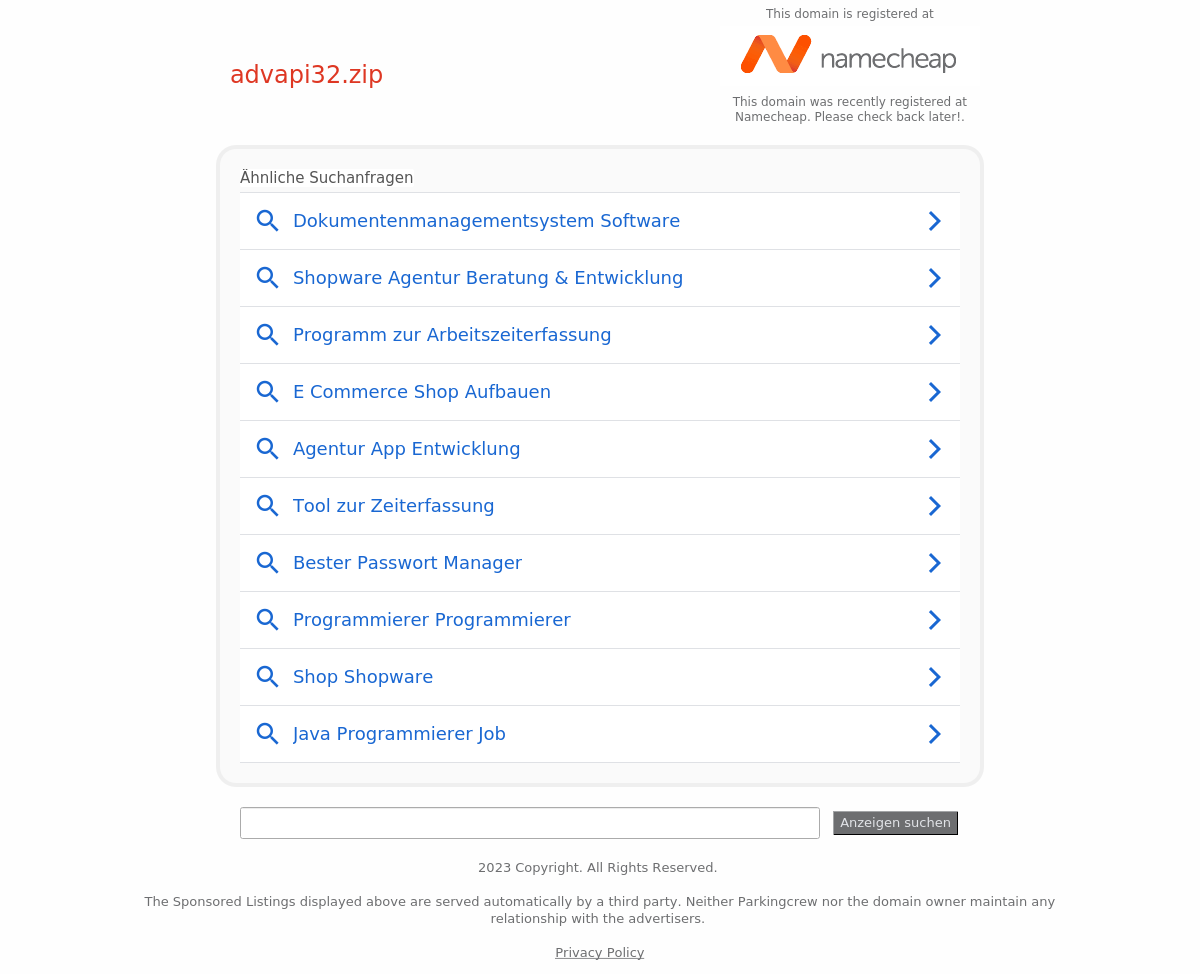 This domain is registered at
namecheap
advapi32.zip
This domain was recently registered at
Namecheap. Please check back later!.
Ähnliche Suchanfragen
Dokumentenmanagementsystem Software
Shopware Agentur Beratung & Entwicklung
Programm zur Arbeitszeiterfassung
E Commerce Shop Aufbauen
Agentur App Entwicklung
Tool zur Zeiterfassung
Bester Passwort Manager
Programmierer Programmierer
Shop Shopware
Java Programmierer Job
Anzeigen suchen
2023 Copyright. All Rights Reserved.
The Sponsored Listings displayed above are served automatically by a third party. Neither Parkingcrew nor the domain owner maintain any
relationship with the advertisers.
Privacy Policy